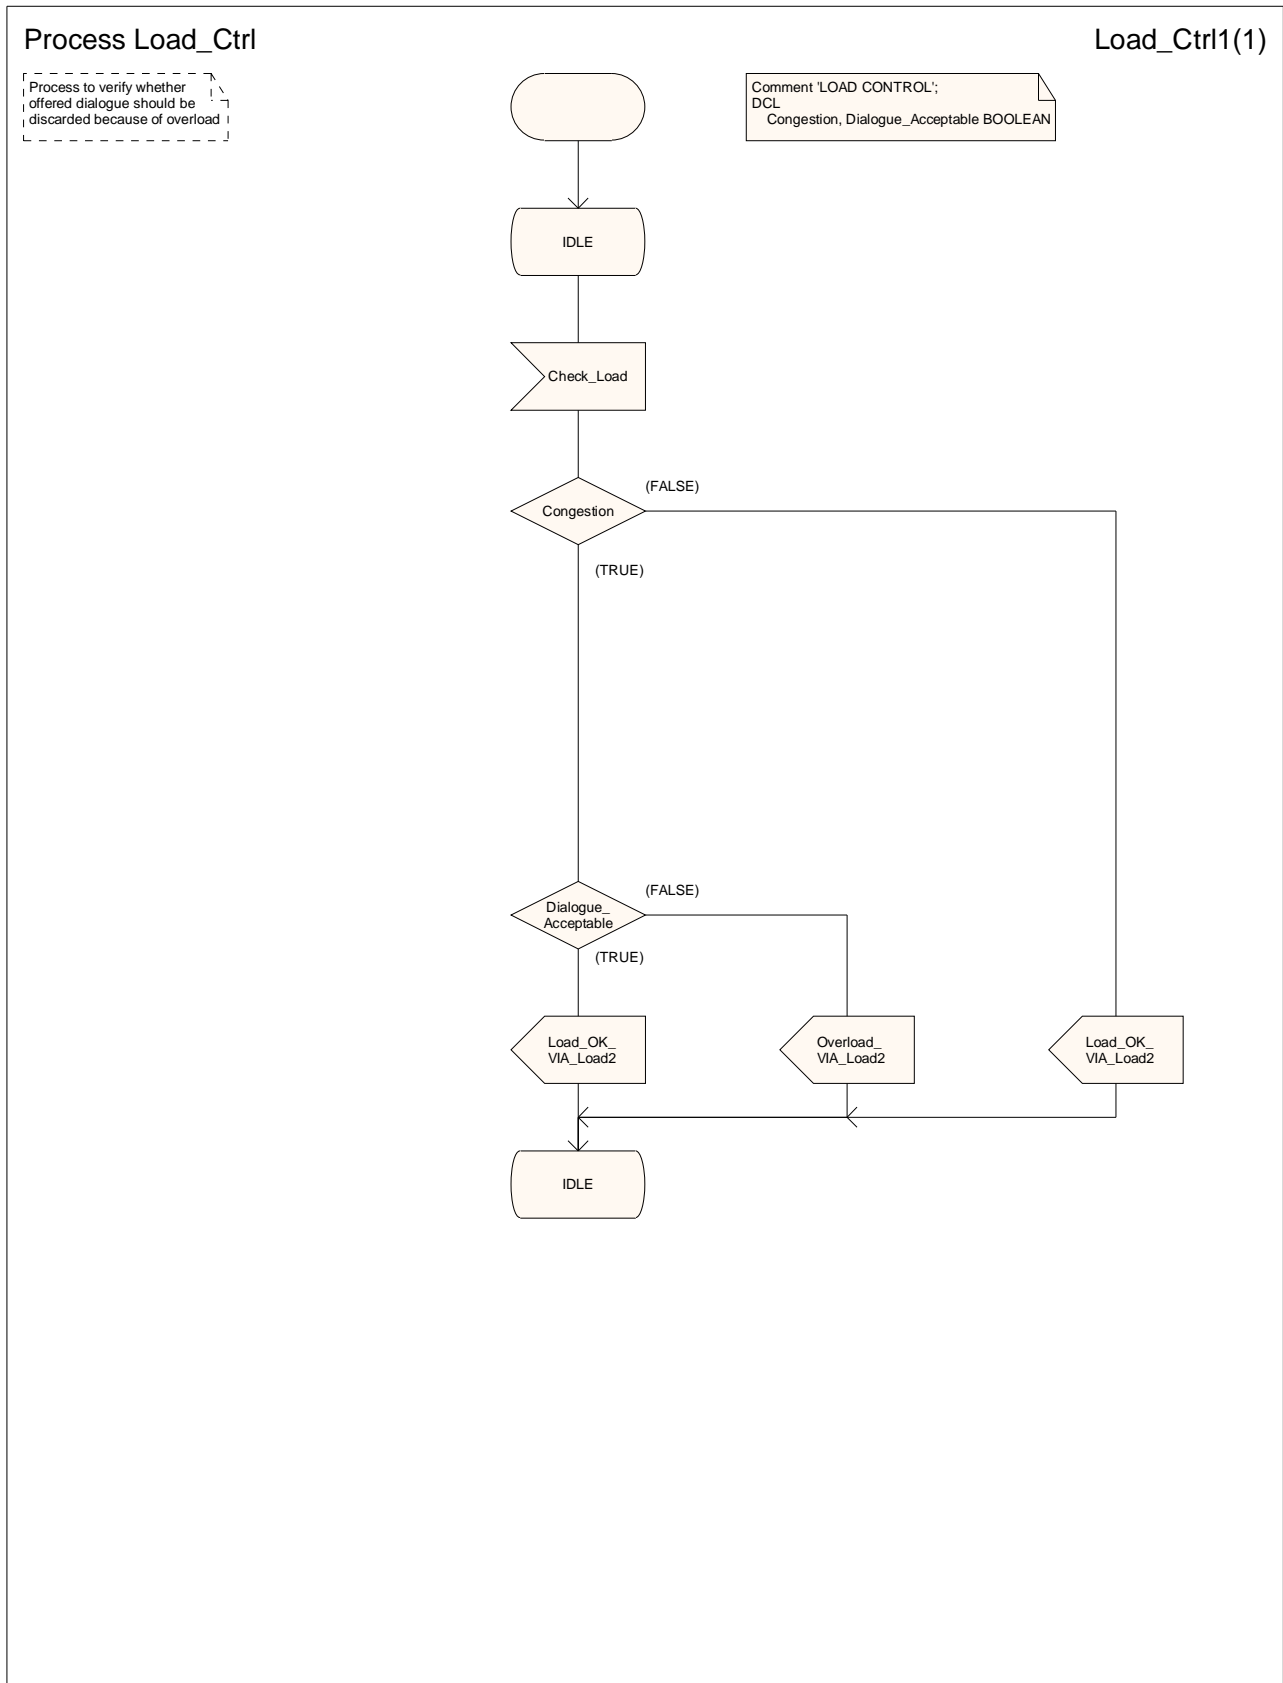 Process Load_Ctrl
Load_Ctrl1(1)
Process to verify whether
offered dialogue should be
discarded because of overload
Comment 'LOAD CONTROL';
DCL
Congestion, Dialogue_Acceptable BOOLEAN
IDLE
Check_Load
(FALSE)
Congestion
(TRUE)
(FALSE)
Dialogue_
Acceptable
(TRUE)
Load_OK_
VIA_Load2
Overload_
VIA_Load2
Load_OK_
VIA_Load2
IDLE